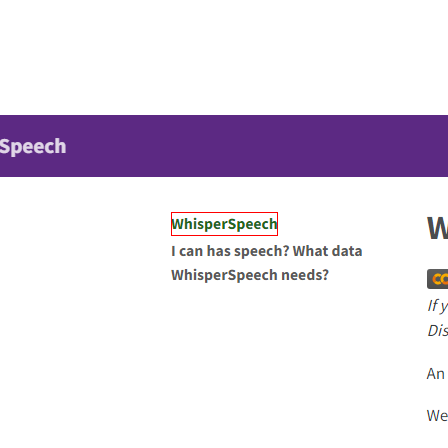 Speech
WhisperSpeech
I can has speech? What data
WhisperSpeech needs?
W
If y
Dis
An
We